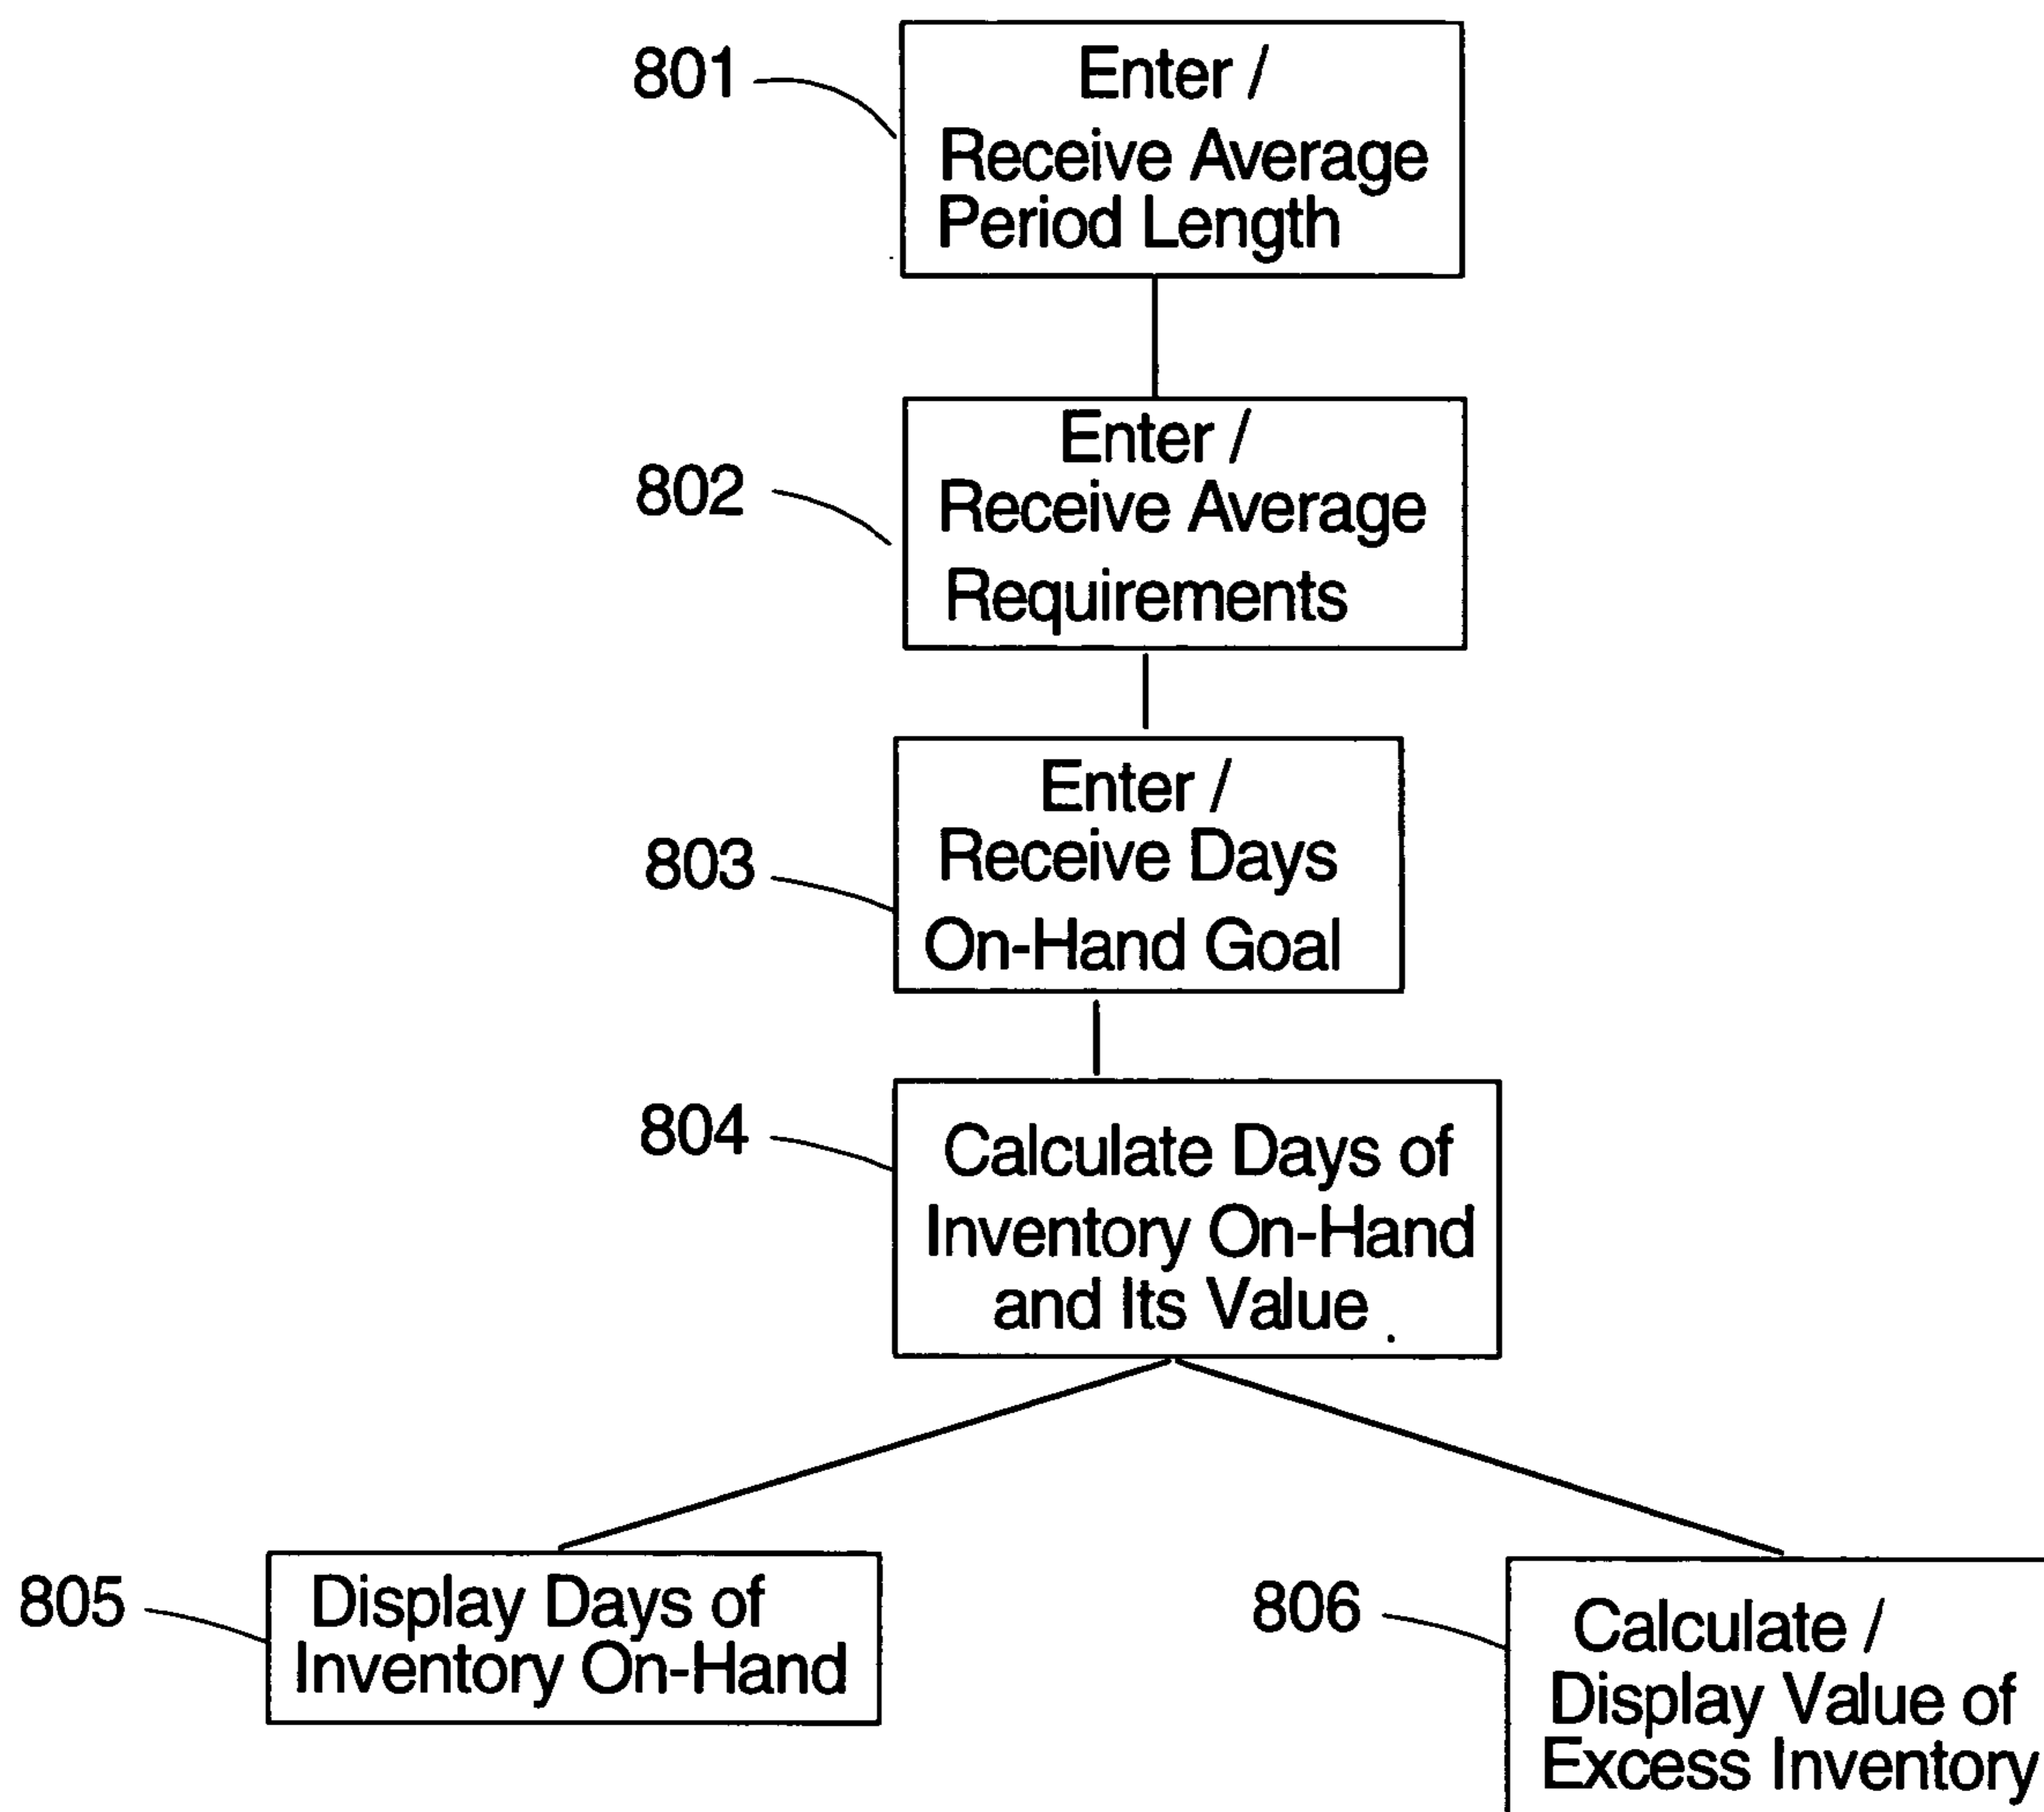 801
Enter /
Receive Average
Period Length
802
Enter /
Receive Average
Requirements
803
Enter /
Receive Days
On-Hand Goal
804
Calculate Days of
Inventory On-Hand
and Its Value
805
Display Days of
Inventory On-Hand
806
Calculate /
Display Value of
Excess Inventory